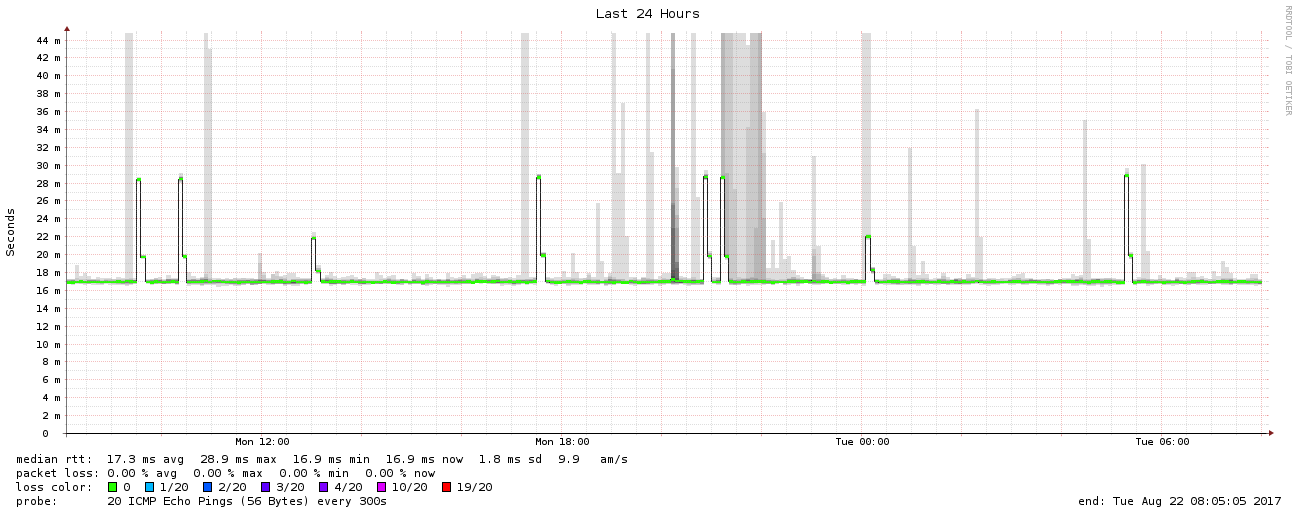 Last 24 Hours
RRDTOOL / TOBI OETIKER
Seconds
44 m
42 m
40 m
38 m
36 m
34 m
32 m
30 m
28 m
26 m
24 m
22 m
20 m
18 m
16 m
14 m
12 m
10 m
8 m
6 m
4 m
2 m
0
Mon 12:00 Mon 18:00 Tue 00:00 Tue 06:00
median rtt: 17.3 ms avg 28.9 ms max 16.9 ms min 16.9 ms now 1.8 ms sd 9.9 am/s
packet loss: 0.00 % avg 0.00 % max 0.00 % min 0.00 % now
loss color: 0 1/20 2/20 3/20 4/20 10/20 19/20
probe: 20 ICMP Echo Pings (56 Bytes) every 300s end: Tue Aug 22 08:05:05 2017